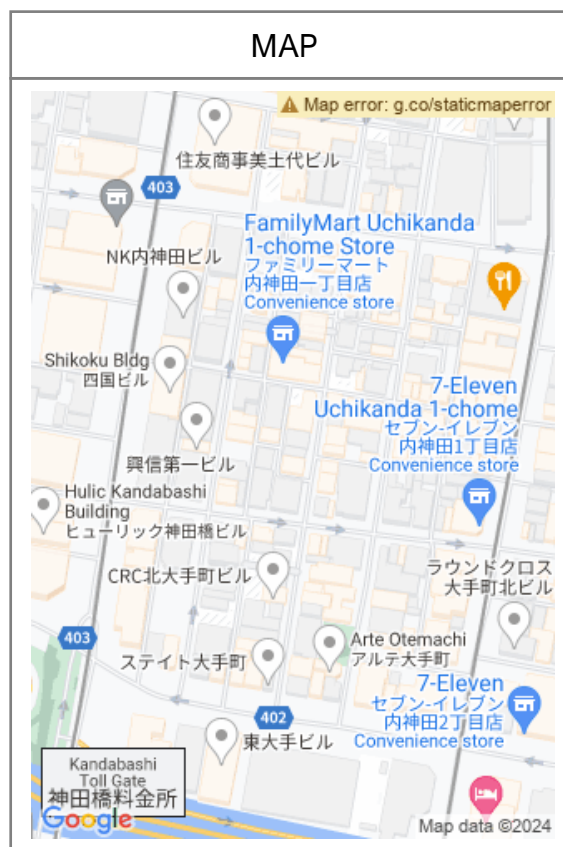 MAP
Map error: g.co/staticmaperror
住友商事美土代ビル
403
FamilyMart Uchikanda
1-chome Store
ファミリーマート
内神田一丁目店
Convenience store
NK内神田ビル
Shikoku Bldg
四国ビル
7-Eleven
Uchikanda 1-chome
セブン-イレブン
内神田1丁目店
Convenience store
興信第一ビル
Hulic Kandabashi
Building
ヒューリック神田橋ビル
CRC北大手町ビル
ラウンドクロス
大手町北ビル
403
Arte Otemachi
アルテ大手町
ステイト大手町
7-Eleven
セブン-イレブン
内神田2丁目店
Convenience store
402
東大手ビル
Kandabashi
Toll Gate
神田橋料金所
Google
Map data ©2024